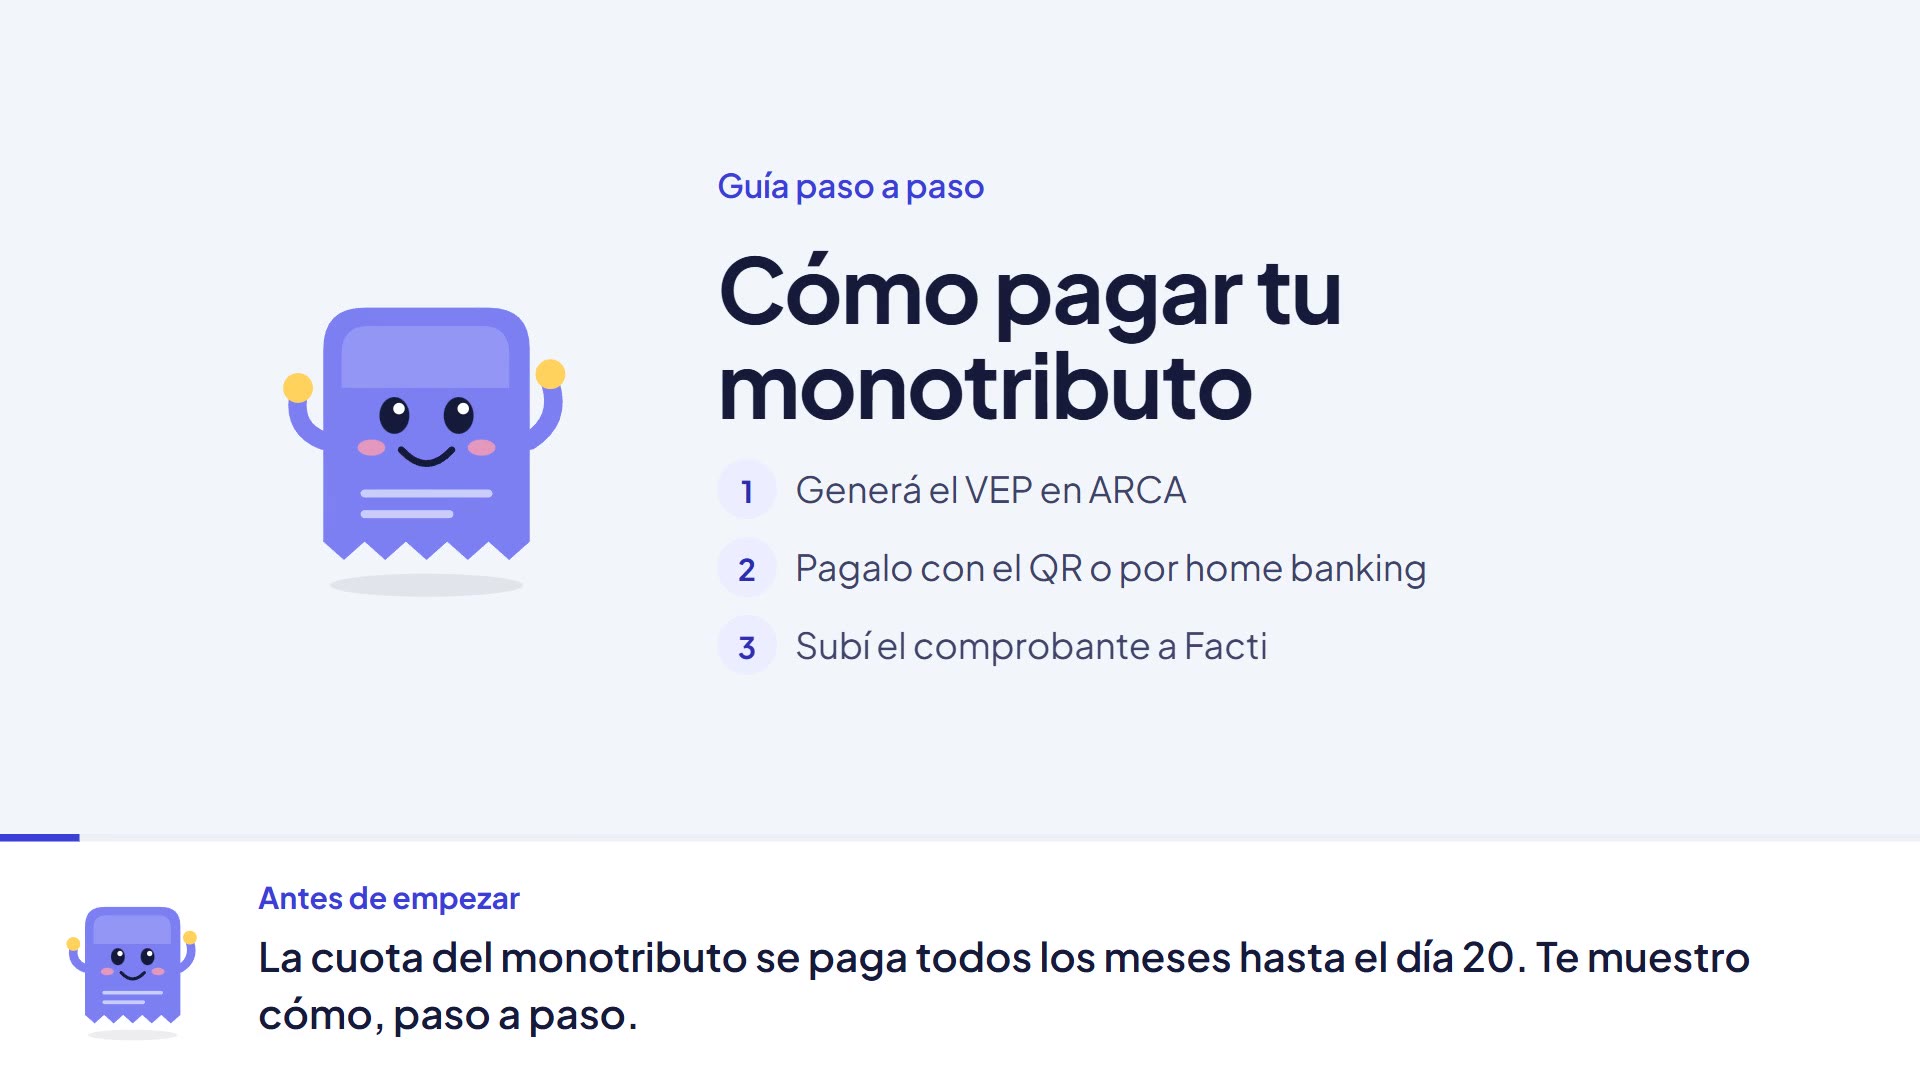 Guía paso a paso
Cómo pagar tu
monotributo
1 Generá el VEP en ARCA
2 Pagalo con el QR o por home banking
3 Subí el comprobante a Facti
Antes de empezar
La cuota del monotributo se paga todos los meses hasta el día 20. Te muestro
cómo, paso a paso.